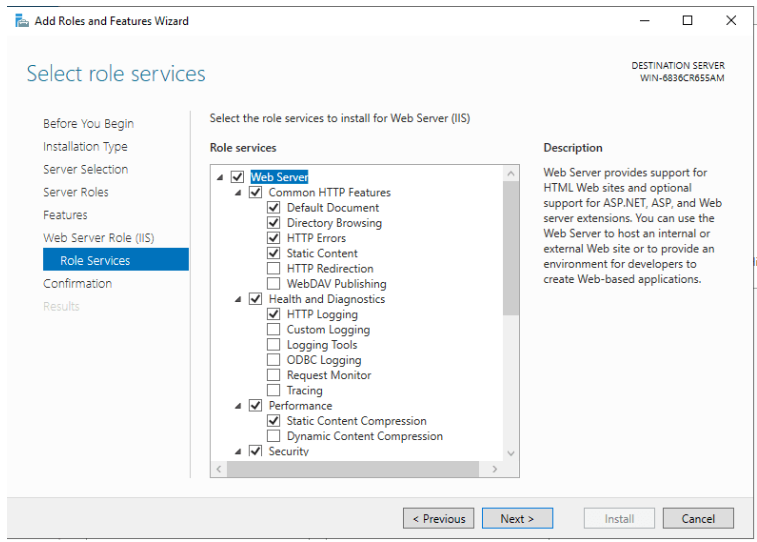 Add Roles and Features Wizard
Select role services
DESTINATION SERVER
WIN-6836CR655AM
Before You Begin
Installation Type
Server Selection
Server Roles
Features
Web Server Role (IIS)
Role Services
Confirmation
Results
Select the role services to install for Web Server (IIS)
Role services
Web Server
Common HTTP Features
Default Document
Directory Browsing
HTTP Errors
Static Content
HTTP Redirection
WebDAV Publishing
Health and Diagnostics
HTTP Logging
Custom Logging
Logging Tools
ODBC Logging
Request Monitor
Tracing
Performance
Static Content Compression
Dynamic Content Compression
Security
Description
Web Server provides support for
HTML Web sites and optional
support for ASP.NET, ASP, and Web
server extensions. You can use the
Web Server to host an internal or
external Web site or to provide an
environment for developers to
create Web-based applications.
< Previous
Next >
Install
Cancel